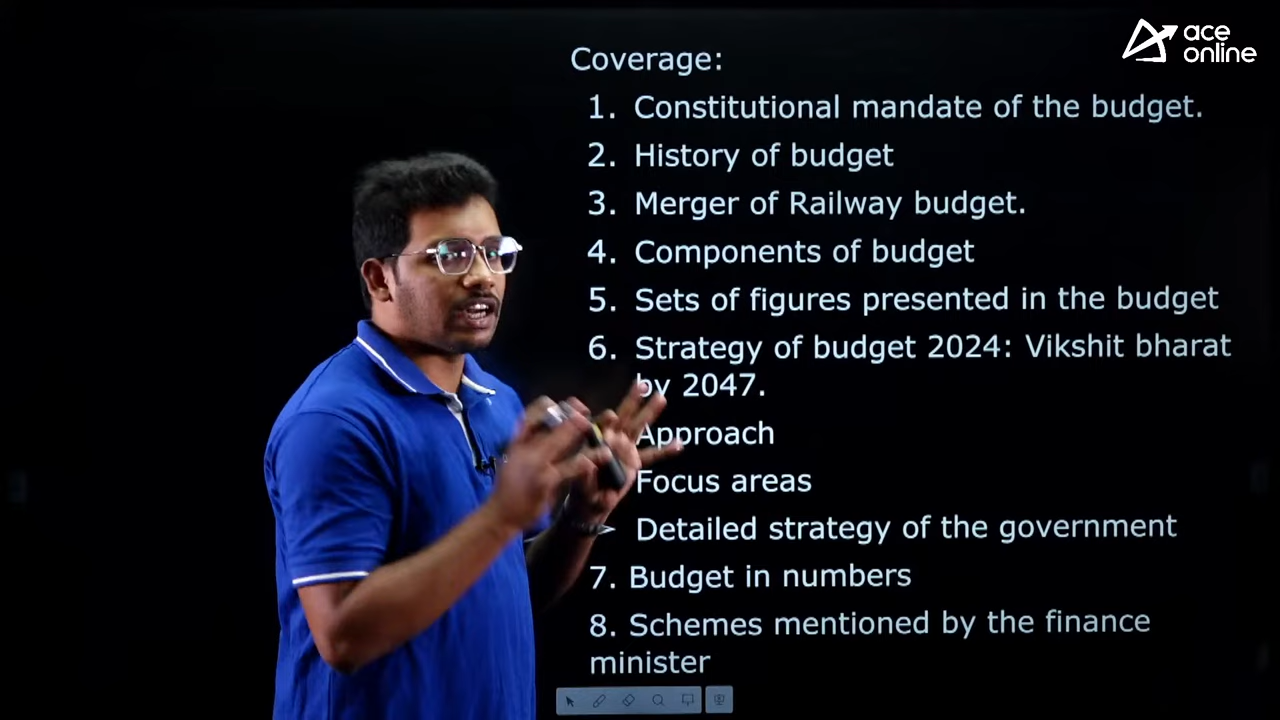 ace
online
Coverage:
1. Constitutional mandate of the budget.
2. History of budget
3. Merger of Railway budget.
4. Components of budget
5. Sets of figures presented in the budget
6. Strategy of budget 2024: Vikshit bharat
by 2047.
Approach
Focus areas
➢ Detailed strategy of the government
7. Budget in numbers
8. Schemes mentioned by the finance
minister